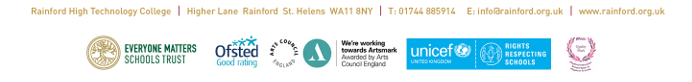 Rainford High Technology College | Higher Lane Rainford St. Helens WA11 8NY | T: 01744 885914 E: info@rainford.org.uk | www.rainford.org.uk
EVERYONE MATTERS
SCHOOLS TRUST
Ofsted
Good rating
ARTS COUNCIL
ENGLAND
A
We're working
towards Artsmark
Awarded by Arts
Council England
unicef
UNITED KINGDOM
RIGHTS
RESPECTING
SCHOOLS